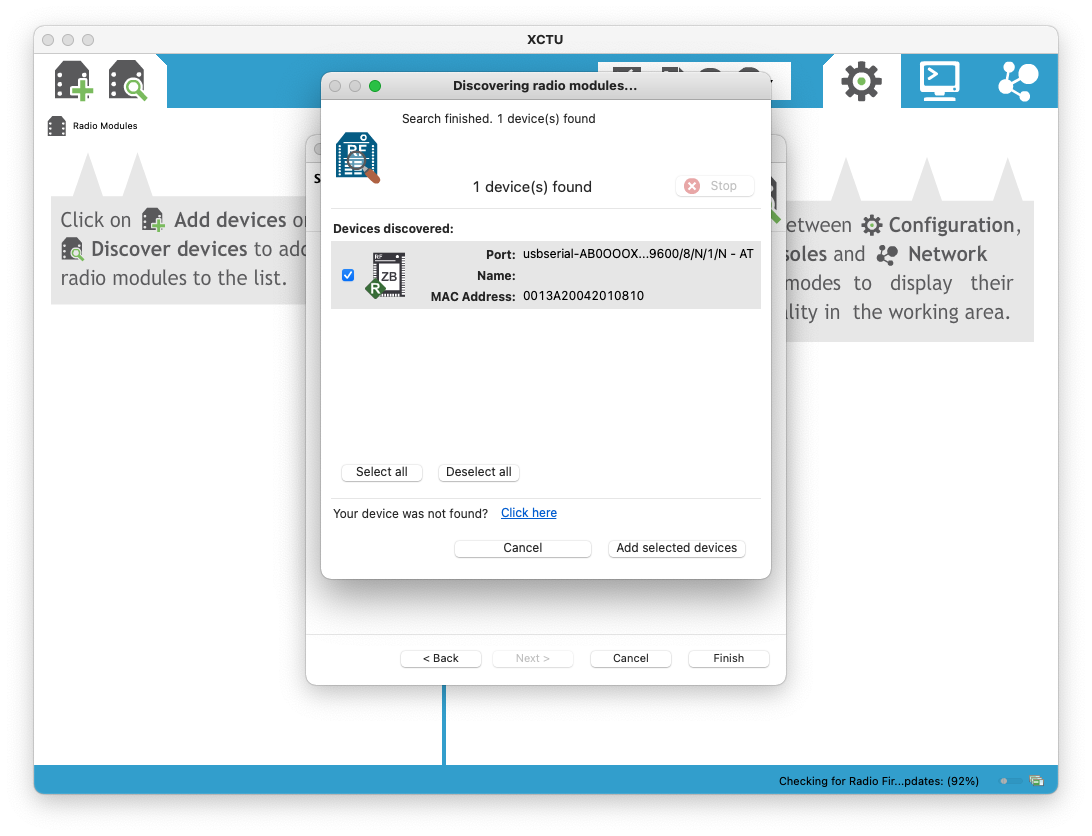 XCTU
Discovering radio modules...
Radio Modules
Search finished. 1 device(s) found
RF
1 device(s) found
Stop
S
Click on Add devices o
Discover devices to add
radio modules to the list.
etween Configuration,
soles and Network
modes to display their
lity in the working area.
Devices discovered:
RF
ZB
R
Port: usbserial-AB0OOOX...9600/8/N/1/N - AT
Name:
MAC Address: 0013A20042010810
Select all
Deselect all
Your device was not found? Click here
Cancel
Add selected devices
< Back
Next >
Cancel
Finish
Checking for Radio Fir...pdates: (92%)